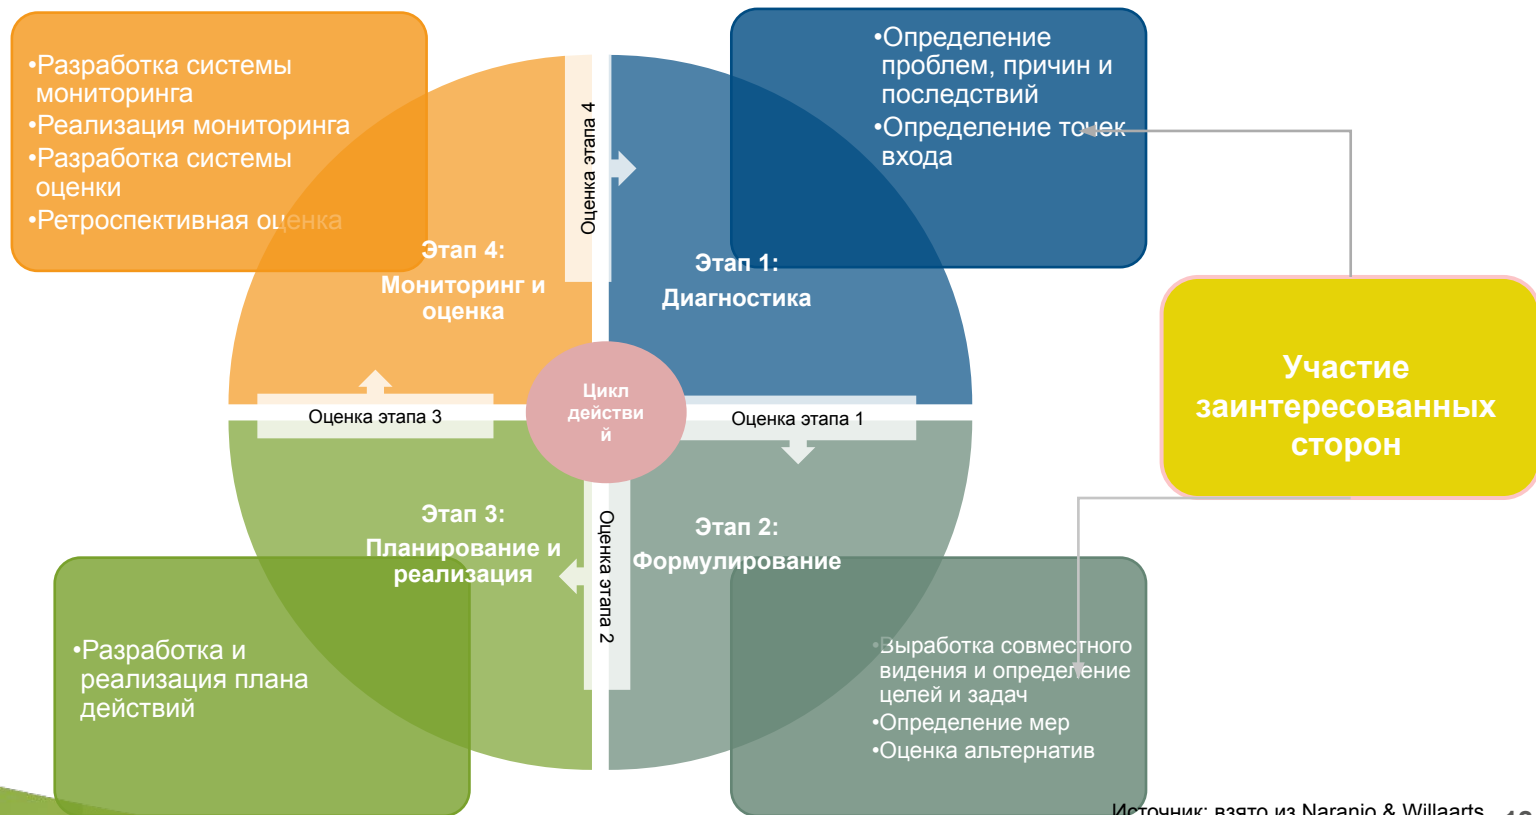 •Разработка системы
мониторинга
•Реализация мониторинга
•Разработка системы
оценки
•Ретроспективная оценка
Оценка этапа 4
•Определение
проблем, причин и
последствий
•Определение точек
входа
Этап 4:
Мониторинг и
оценка
Этап 1:
Диагностика
Участие
заинтересованных
сторон
Цикл
действи
й
Оценка этапа 3
Оценка этапа 1
Этап 3:
Планирование и
реализация
Оценка этапа 2
Этап 2:
Формулирование
•Разработка и
реализация плана
действий
•Выработка совместного
видения и определение
целей и задач
•Определение мер
•Оценка альтернатив
Источник: взято из Naranjo & Willaarts